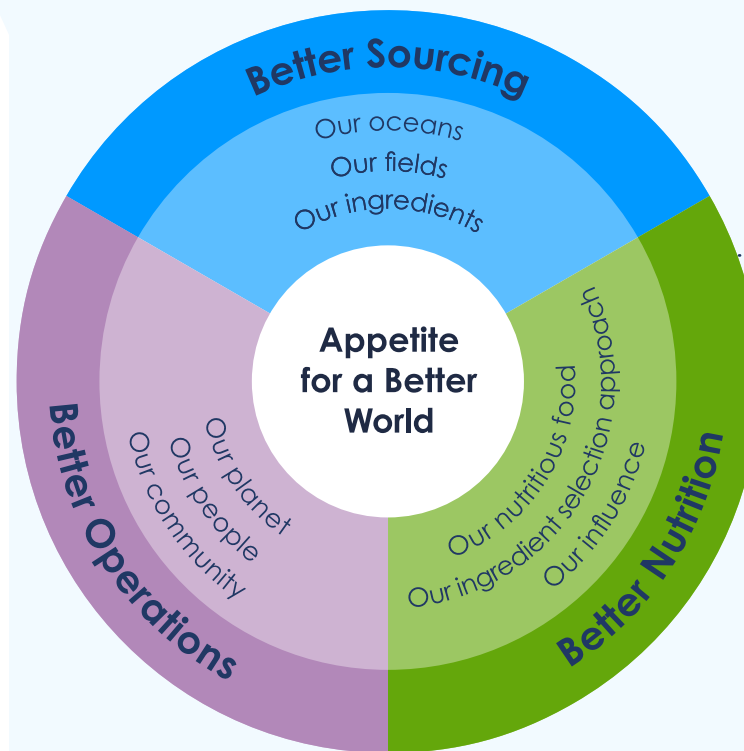 Better Sourcing
Our oceans
Our fields
Our ingredients
Appetite
for a Better
World
Better Nutrition
Our nutritious food
Our ingredient selection approach
Our influence
Better Operations
Our planet
Our people
Our community